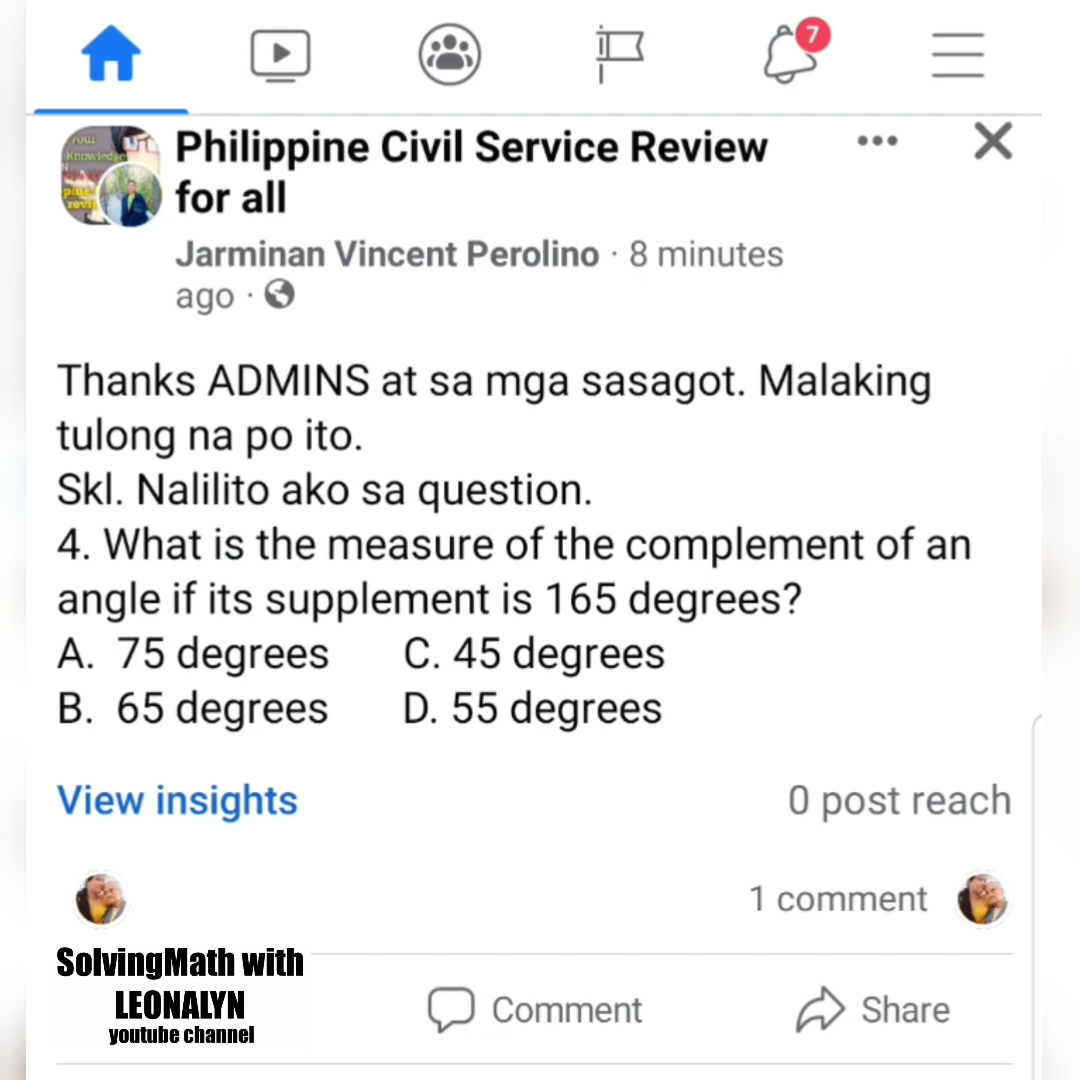 7
Your
Knowledge
Philippine Civil Service Review
for all
Jarminan Vincent Perolino · 8 minutes
ago ·
Thanks ADMINS at sa mga sasagot. Malaking
tulong na po ito.
Skl. Nalilito ako sa question.
4. What is the measure of the complement of an
angle if its supplement is 165 degrees?
A. 75 degrees C. 45 degrees
B. 65 degrees D. 55 degrees
View insights 0 post reach
1 comment
SolvingMath with
LEONALYN
youtube channel
Comment Share